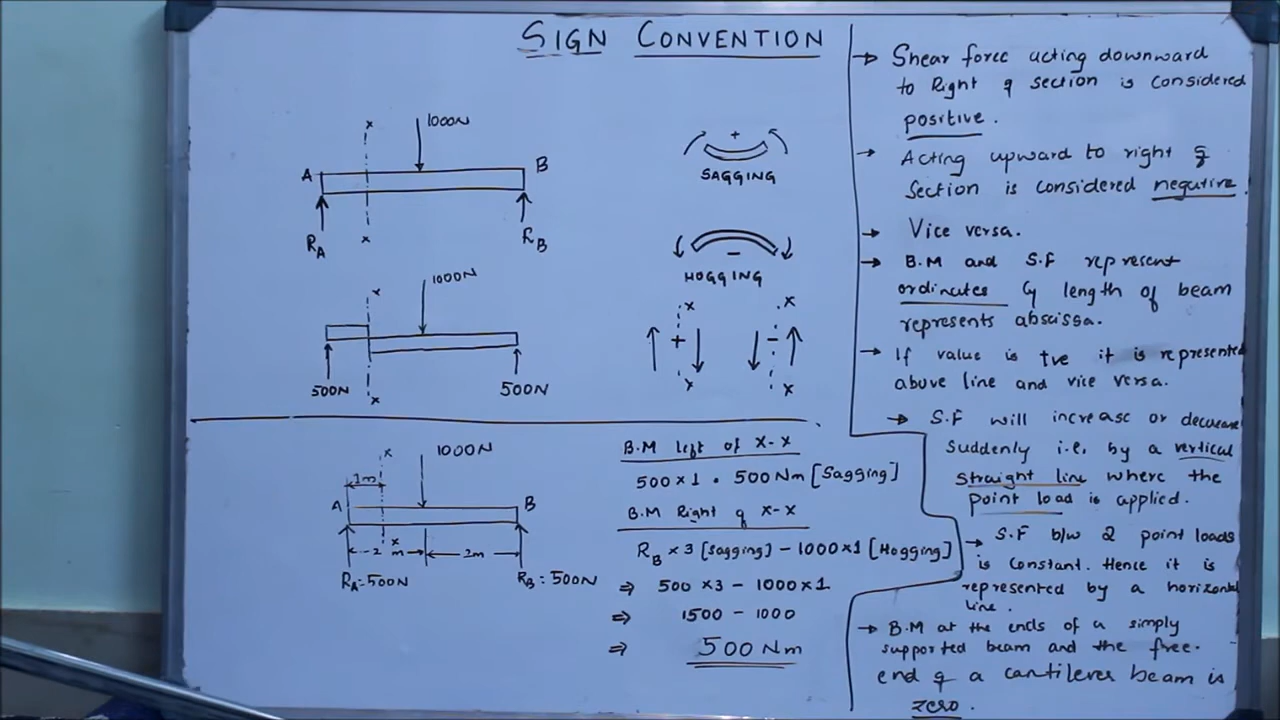 SIGN CONVENTION
x
1000N
A
B
x
RA
RB
x
1000N
500N
500N
x
+
SAGGING
-
HOGGING
x
x
+
-
x
x
x
1000N
1m
A
B
2 x m
2m
RA=500N
RB=500N
B.M left of x-x
500×1 = 500Nm [Sagging]
B.M Right of x-x
RB×3 [Sagging] - 1000×1 [Hogging]
⇒ 500×3 - 1000×1
⇒ 1500 - 1000
⇒ 500Nm
→ Shear force acting downward
to Right of section is considered
positive.
→ Acting upward to right of
section is considered negative.
→ Vice versa.
→ B.M and S.F represent
ordinates & length of beam
represents abscissa.
→ If value is +ve it is represented
above line and vice versa.
→ S.F will increase or decrease
suddenly i.e, by a vertical
straight line where the
point load is applied.
→ S.F b/w 2 point loads
is constant. Hence it is
represented by a horizontal
line.
→ B.M at the ends of a simply
supported beam and the free
end of a cantilever beam is
zero.